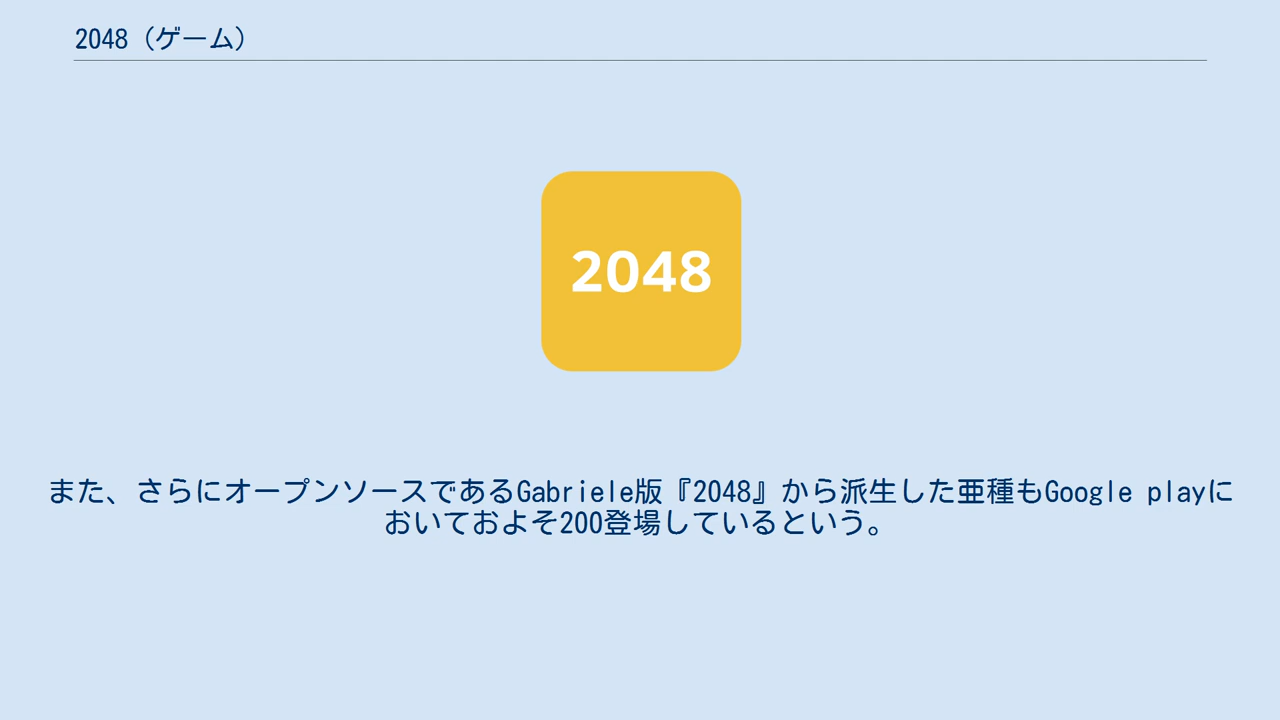 2048（ゲーム）
2048
また、さらにオープンソースであるGabriele版『2048』から派生した亜種もGoogle playに
おいておよそ200登場しているという。